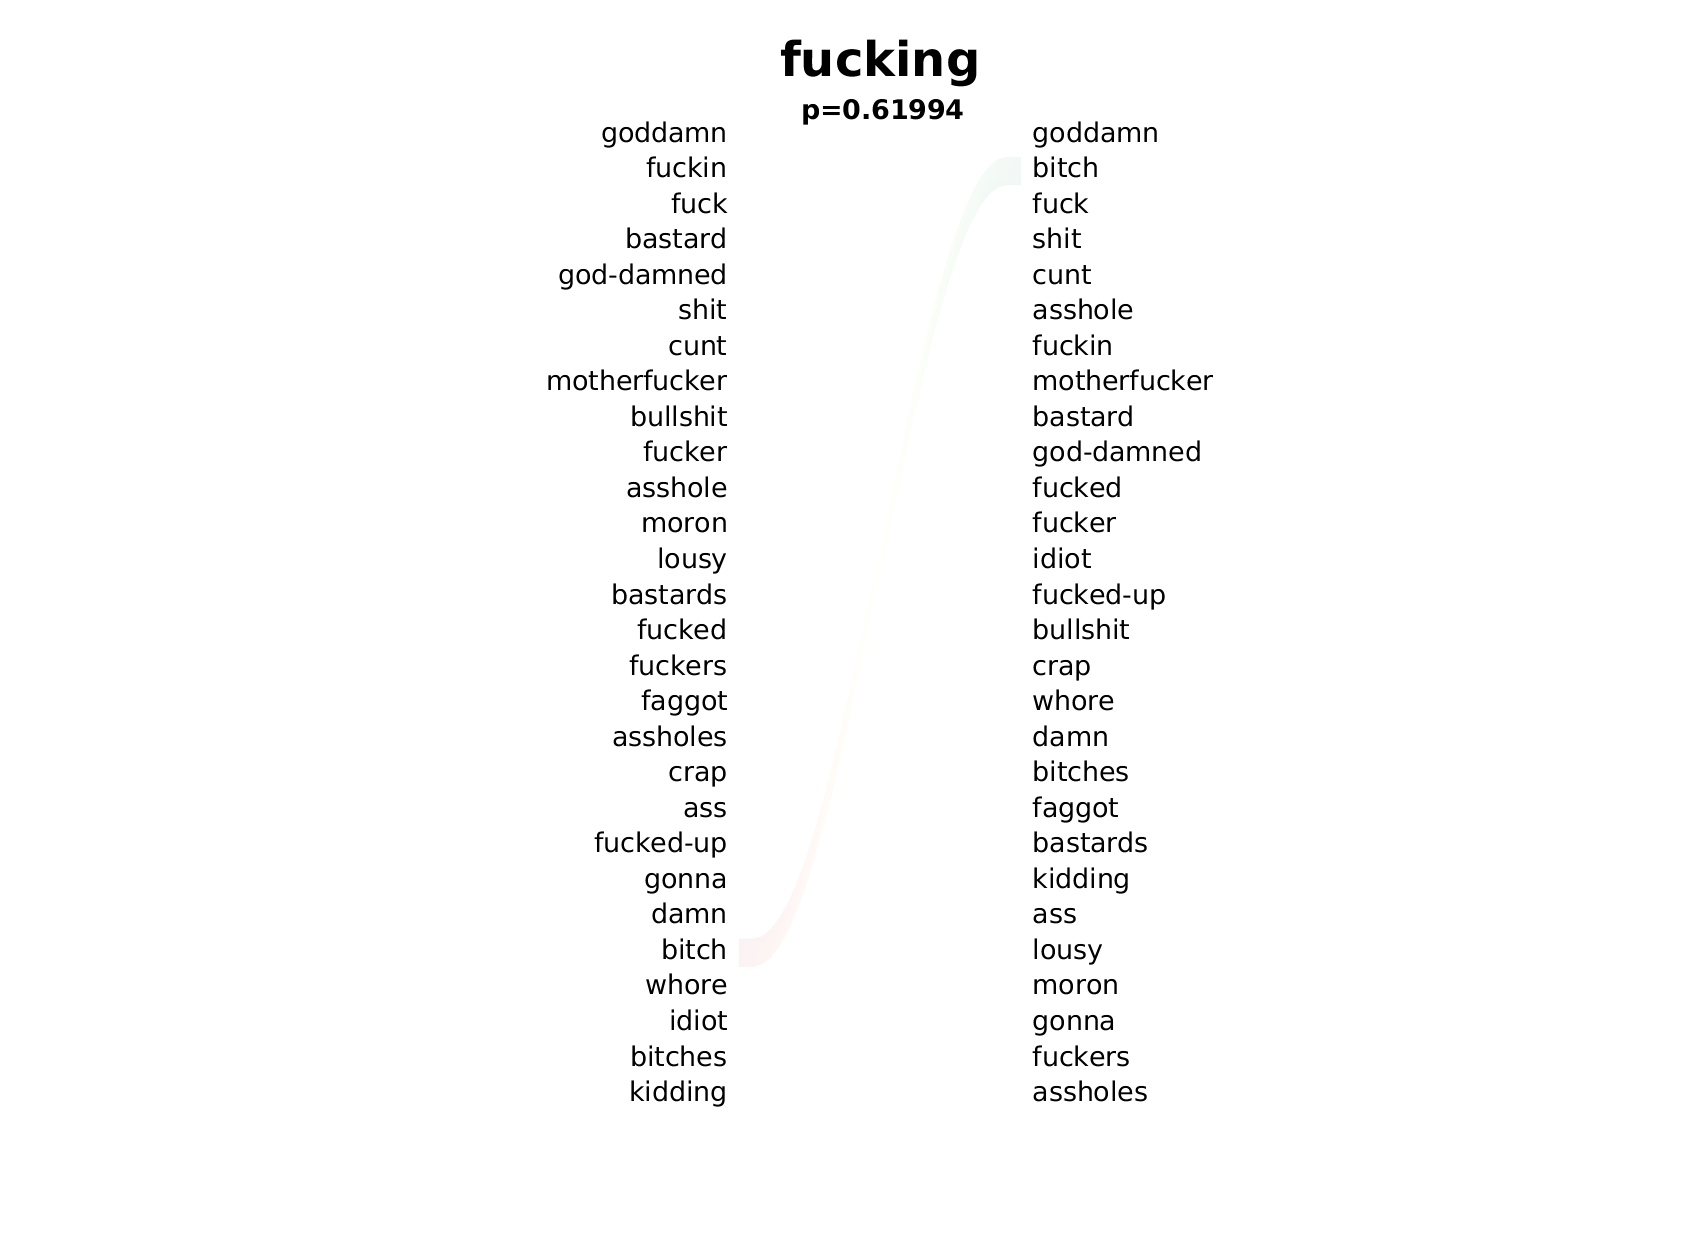 fucking
p=0.61994
goddamn goddamn
fuckin bitch
fuck fuck
bastard shit
god-damned cunt
shit asshole
cunt fuckin
motherfucker motherfucker
bullshit bastard
fucker god-damned
asshole fucked
moron fucker
lousy idiot
bastards fucked-up
fucked bullshit
fuckers crap
faggot whore
assholes damn
crap bitches
ass faggot
fucked-up bastards
gonna kidding
damn ass
bitch lousy
whore moron
idiot gonna
bitches fuckers
kidding assholes